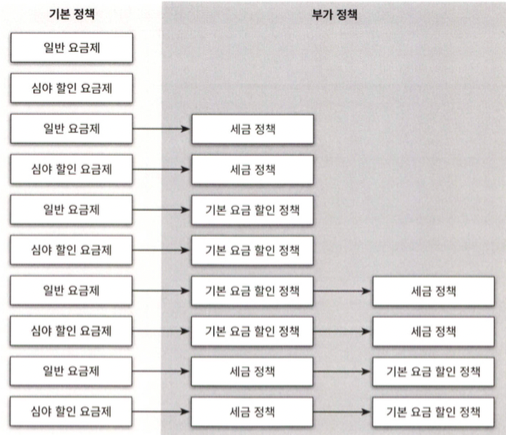 기본 정책
부가 정책
일반 요금제
심야 할인 요금제
일반 요금제
세금 정책
심야 할인 요금제
세금 정책
일반 요금제
기본 요금 할인 정책
심야 할인 요금제
기본 요금 할인 정책
일반 요금제
기본 요금 할인 정책
세금 정책
심야 할인 요금제
기본 요금 할인 정책
세금 정책
일반 요금제
세금 정책
기본 요금 할인 정책
심야 할인 요금제
세금 정책
기본 요금 할인 정책